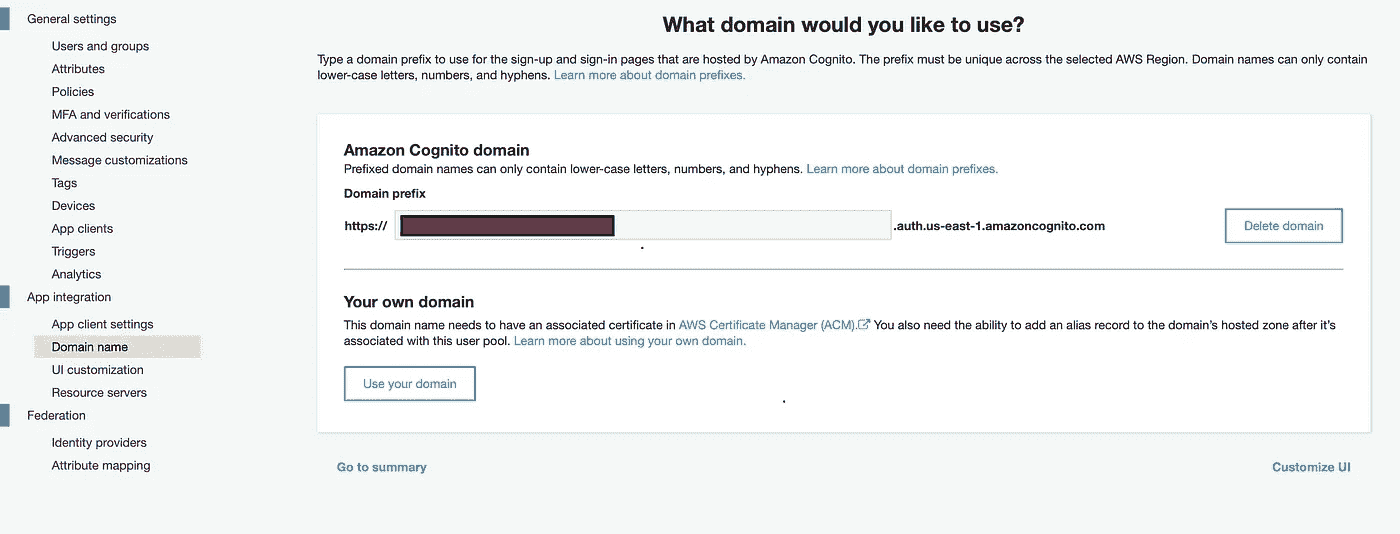 General settings
Users and groups
Attributes
Policies
MFA and verifications
Advanced security
Message customizations
Tags
Devices
App clients
Triggers
Analytics
App integration
App client settings
Domain name
UI customization
Resource servers
Federation
Identity providers
Attribute mapping
What domain would you like to use?
Type a domain prefix to use for the sign-up and sign-in pages that are hosted by Amazon Cognito. The prefix must be unique across the selected AWS Region. Domain names can only contain
lower-case letters, numbers, and hyphens. Learn more about domain prefixes.
Amazon Cognito domain
Prefixed domain names can only contain lower-case letters, numbers, and hyphens. Learn more about domain prefixes.
Domain prefix
https:// .auth.us-east-1.amazoncognito.com Delete domain
Your own domain
This domain name needs to have an associated certificate in AWS Certificate Manager (ACM). You also need the ability to add an alias record to the domain's hosted zone after it's
associated with this user pool. Learn more about using your own domain.
Use your domain
Go to summary Customize UI